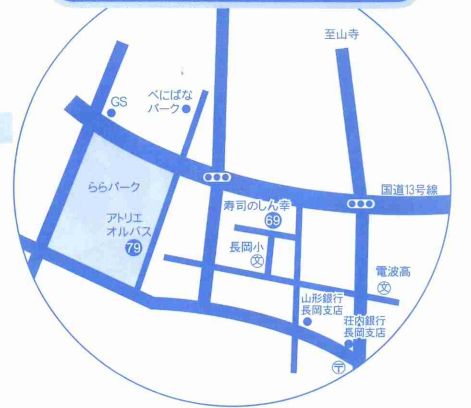 至山寺
GS
べにばな
パーク
ららパーク
国道13号線
アトリエ
オルバス
79
寿司のしん幸
69
長岡小
文
電波高
文
山形銀行
長岡支店
荘内銀行
長岡支店
〒